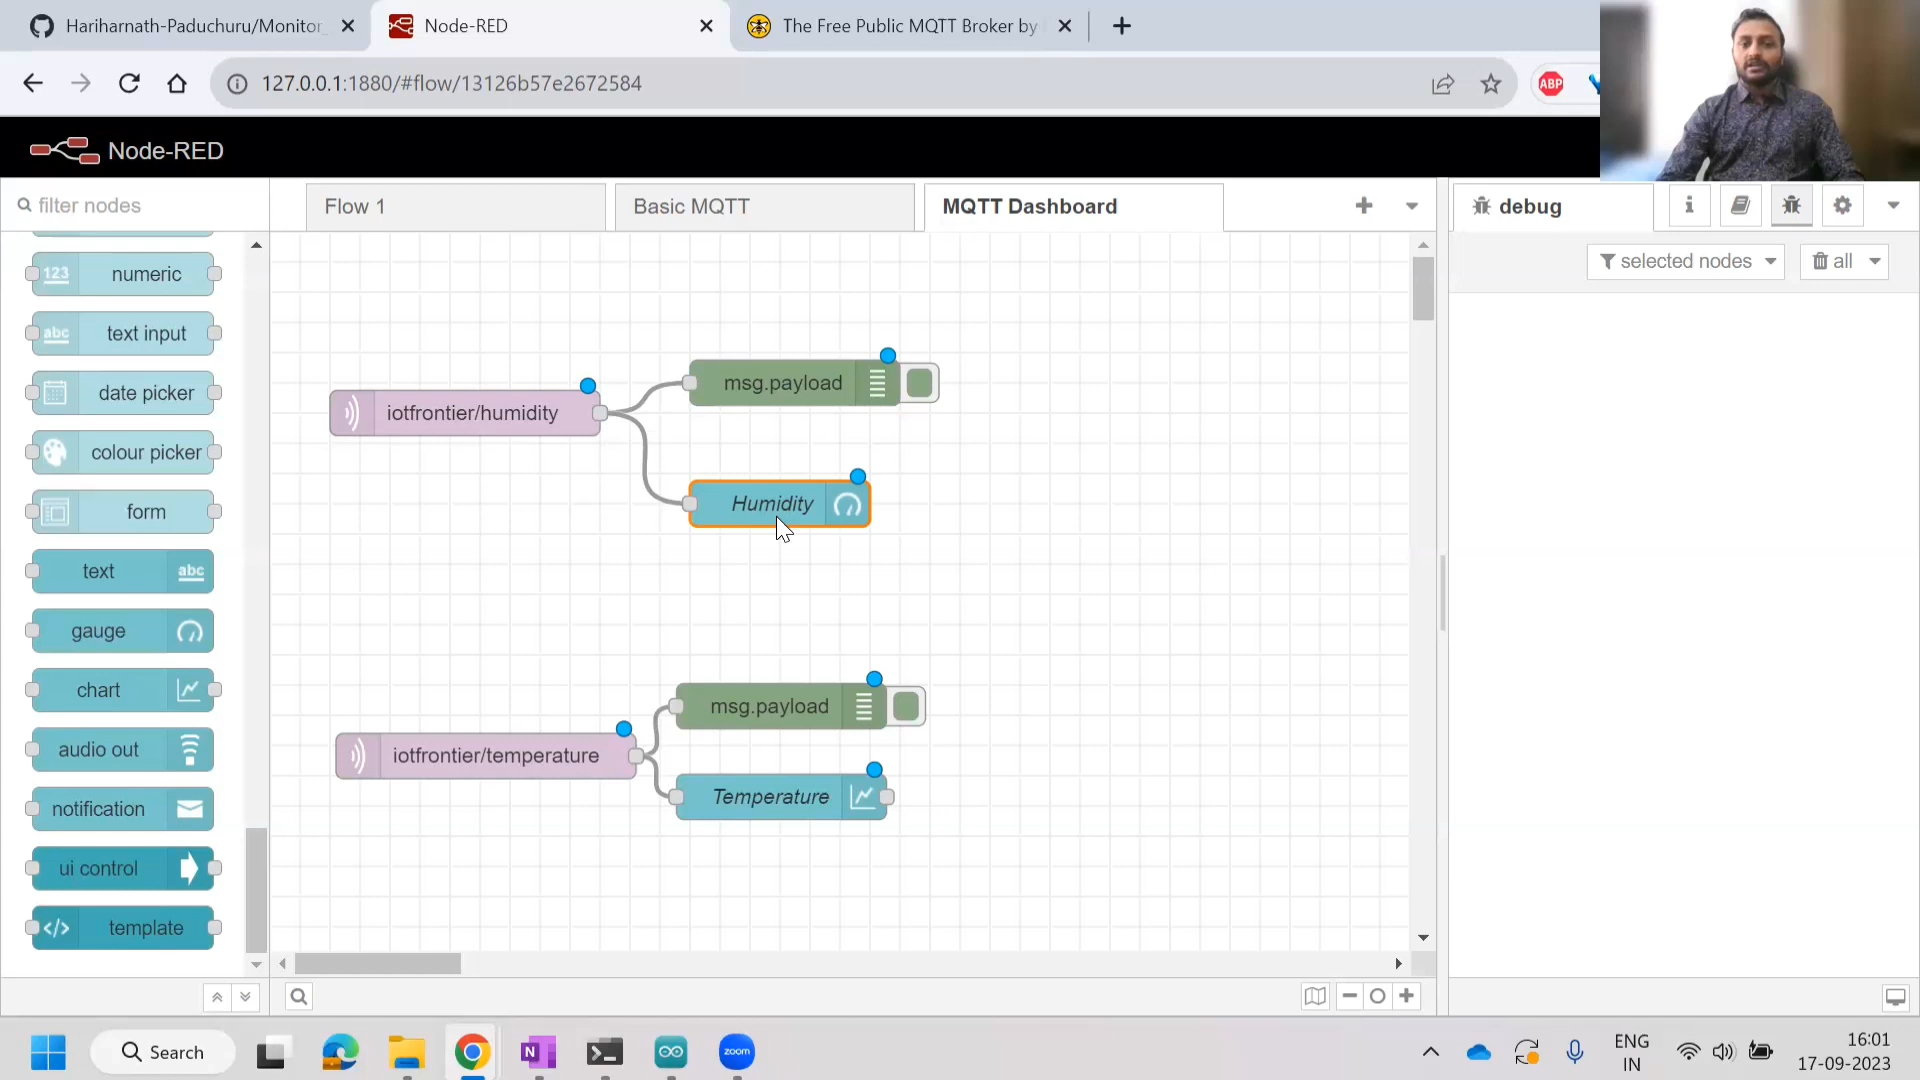 Hariharnath-Paduchuru/Monitor
Node-RED
The Free Public MQTT Broker by
127.0.0.1:1880/#flow/13126b57e2672584
ABP
Node-RED
filter nodes
Flow 1
Basic MQTT
MQTT Dashboard
debug
i
selected nodes
all
123 numeric
abc text input
date picker
colour picker
form
text abc
gauge
chart
audio out
notification
ui control
</> template
iotfrontier/humidity
msg.payload
Humidity
iotfrontier/temperature
msg.payload
Temperature
Search
N
zoom
ENG
IN
16:01
17-09-2023